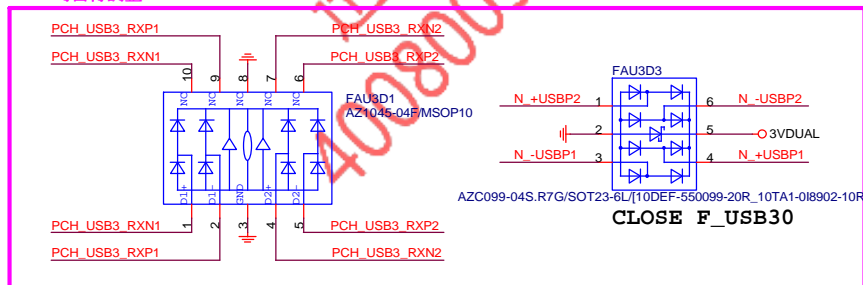 PCH_USB3_RXP1
PCH_USB3_RXN1
PCH_USB3_RXN2
PCH_USB3_RXP2
10
9
8
7
6
NC
NC
NC
NC
NC
FAU3D1
AZ1045-04F/MSOP10
D1+
D1-
GND
D2+
D2-
1
2
3
4
5
PCH_USB3_RXN1
PCH_USB3_RXP1
PCH_USB3_RXP2
PCH_USB3_RXN2
FAU3D3
N_+USBP2
1
6
N_-USBP2
2
5
3VDUAL
N_-USBP1
3
4
N_+USBP1
AZC099-04S.R7G/SOT23-6L/[10DEF-550099-20R_10TA1-0I8902-10R
CLOSE F_USB30
4008005